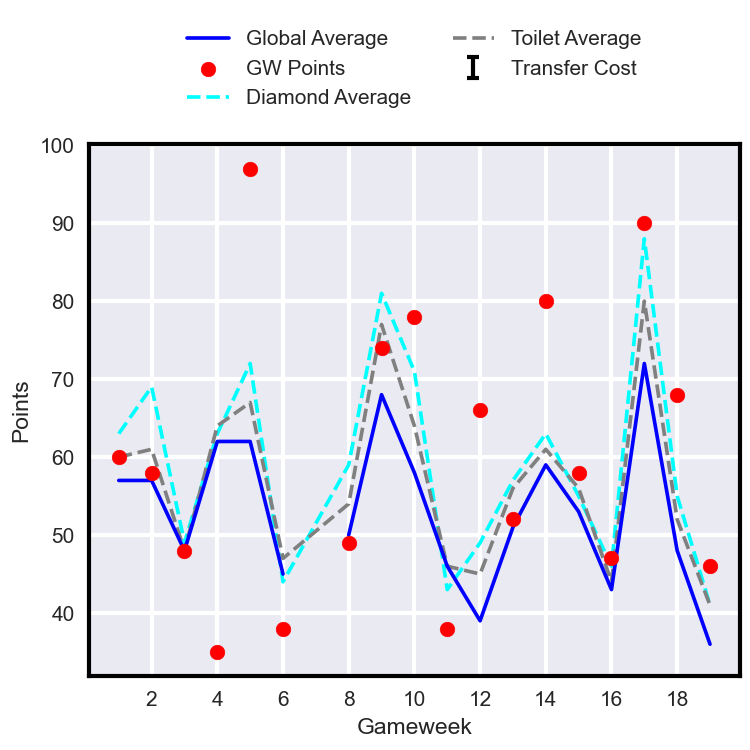 Global Average
GW Points
Diamond Average
Toilet Average
Transfer Cost
100
90
80
70
60
50
40
Points
2 4 6 8 10 12 14 16 18
Gameweek